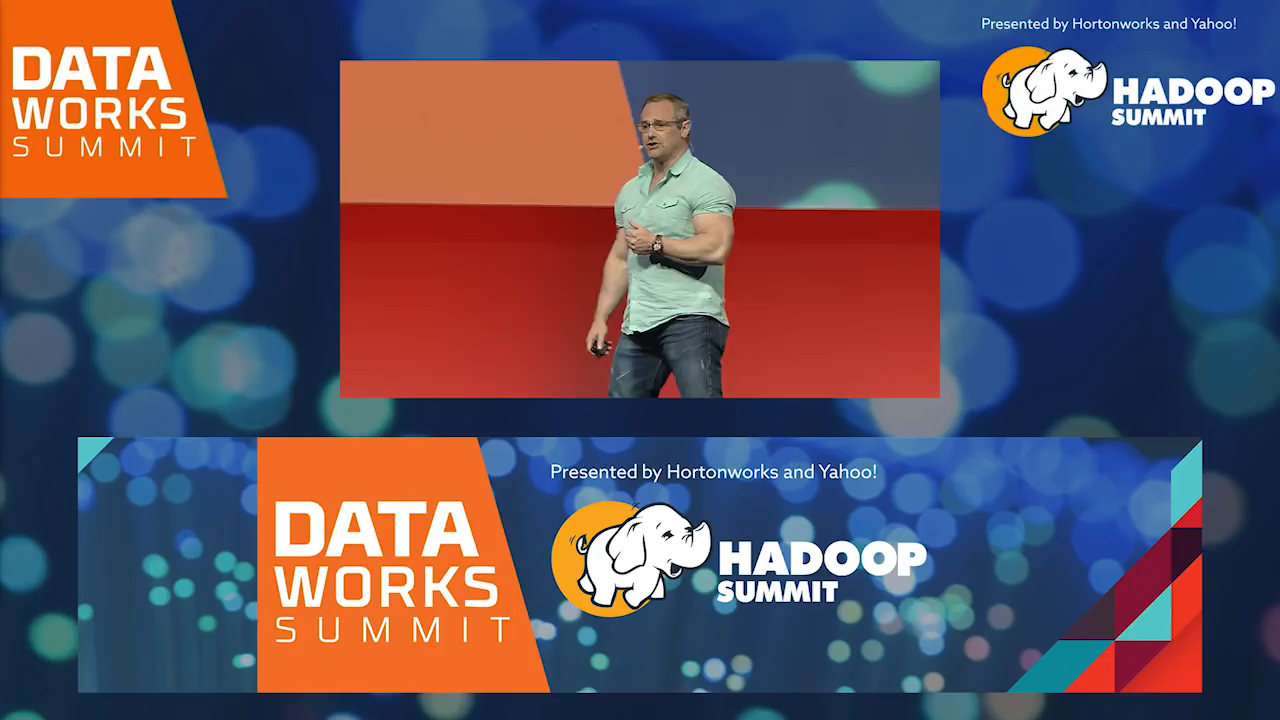 DATA
WORKS
SUMMIT
Presented by Hortonworks and Yahoo!
HADOOP
SUMMIT
DATA
WORKS
SUMMIT
Presented by Hortonworks and Yahoo!
HADOOP
SUMMIT